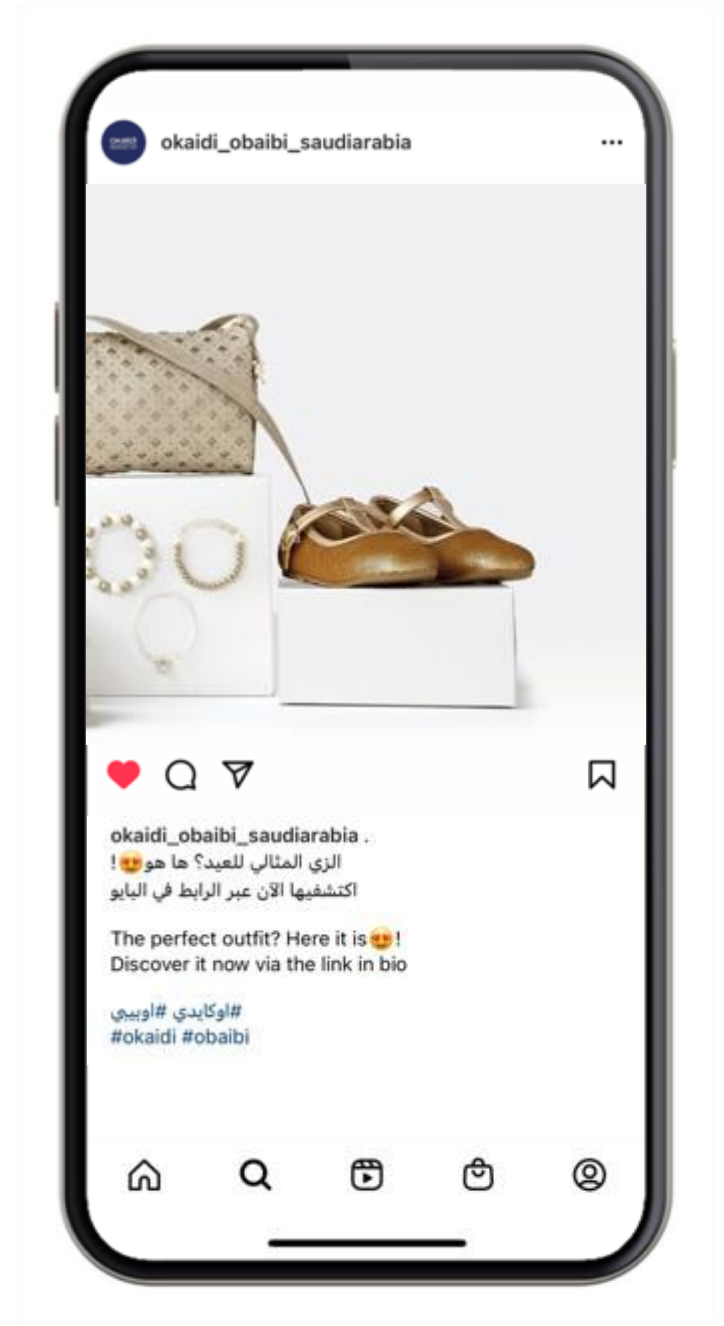 okaidi
okaidi_obaibi_saudiarabia
okaidi_obaibi_saudiarabia .
الزي المثالي للعيد؟ ها هو😍!
اكتشفيها الآن عبر الرابط في البايو
The perfect outfit? Here it is😍!
Discover it now via the link in bio
#اوكايدي #اوبيبي
#okaidi #obaibi